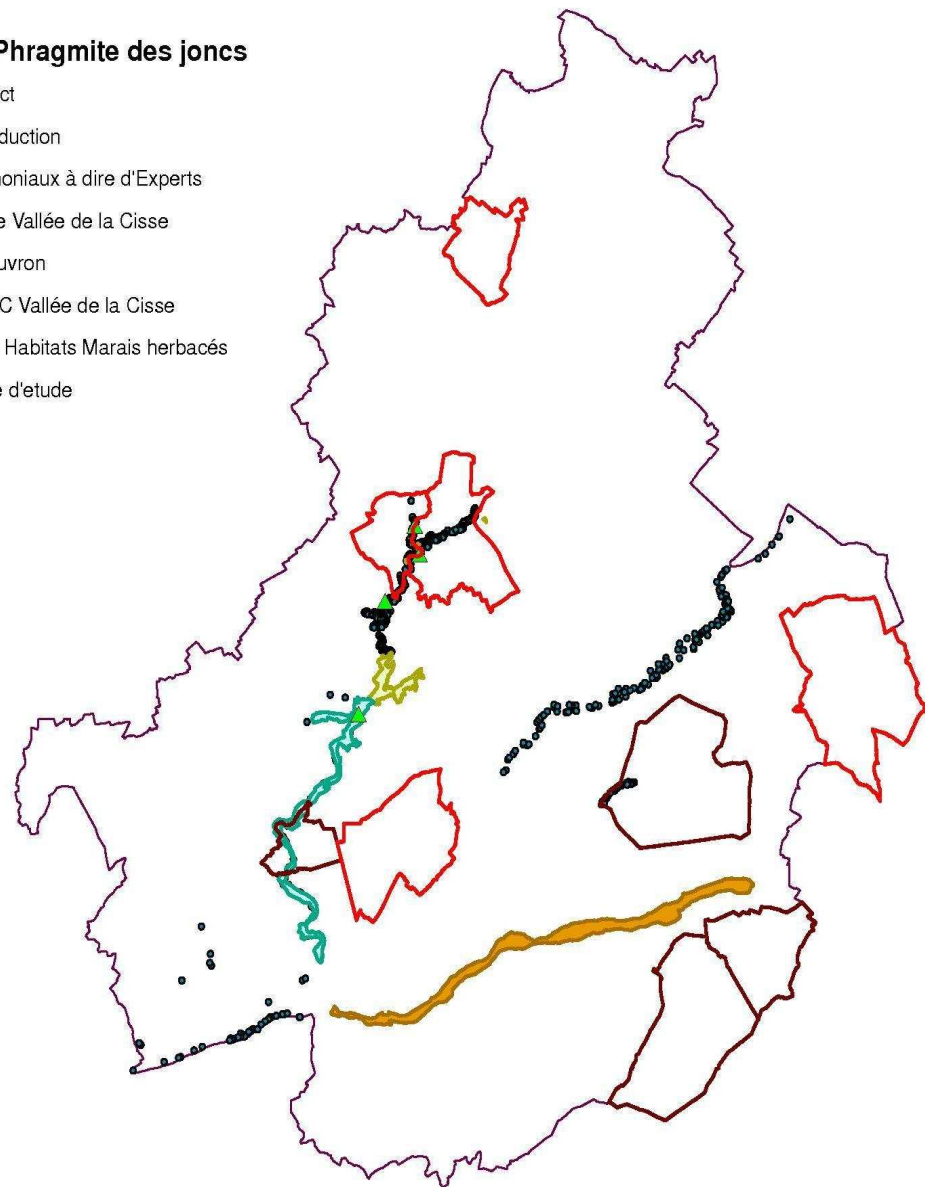 Phragmite des joncs
ct
duction
noniaux à dire d'Experts
e Vallée de la Cisse
uvron
C Vallée de la Cisse
Habitats Marais herbacés
e d'etude